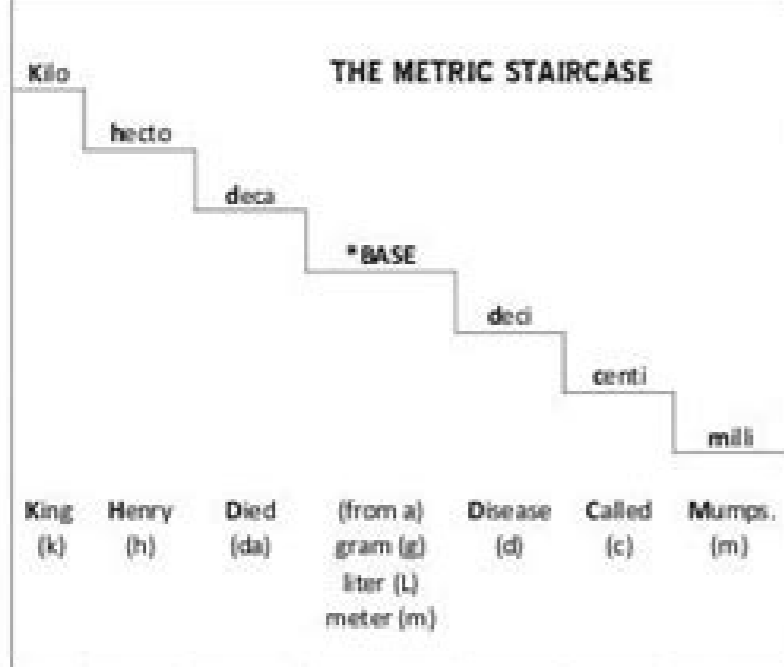 THE METRIC STAIRCASE
Kilo
hecto
deca
*BASE
deci
centi
milli
King Henry Died (from a) Disease Called Mumps.
(k) (h) (da) gram (g) (d) (c) (m)
liter (L)
meter (m)